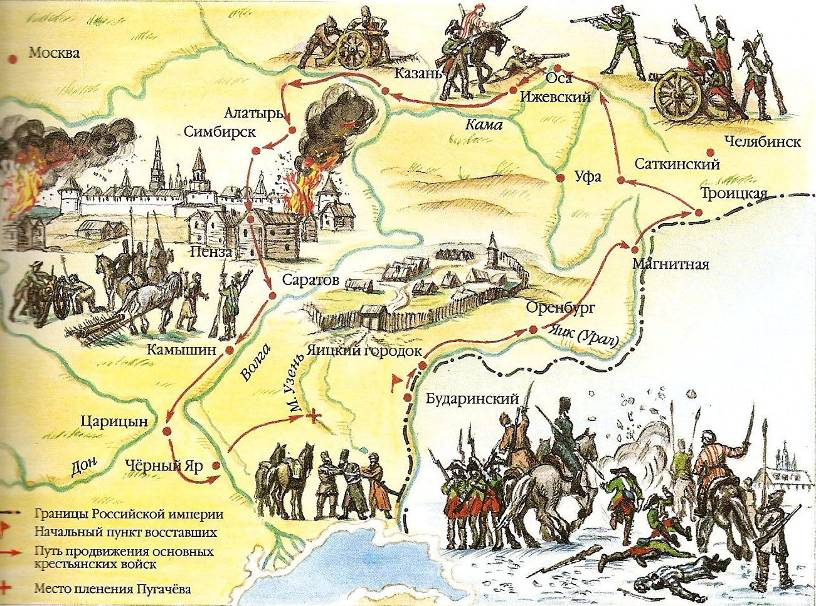 Москва
Казань
Оса
Ижевский
Алатырь
Симбирск
Кама
Челябинск
Саткинский
Уфа
Троицкая
Пенза
Магнитная
Саратов
Оренбург
Яик (Урал)
Камышин
Волга
Яицкий городок
М. Узень
Бударинский
Царицын
Дон
Чёрный Яр
Границы Российской империи
Начальный пункт восставших
Путь продвижения основных
крестьянских войск
Место пленения Пугачёва